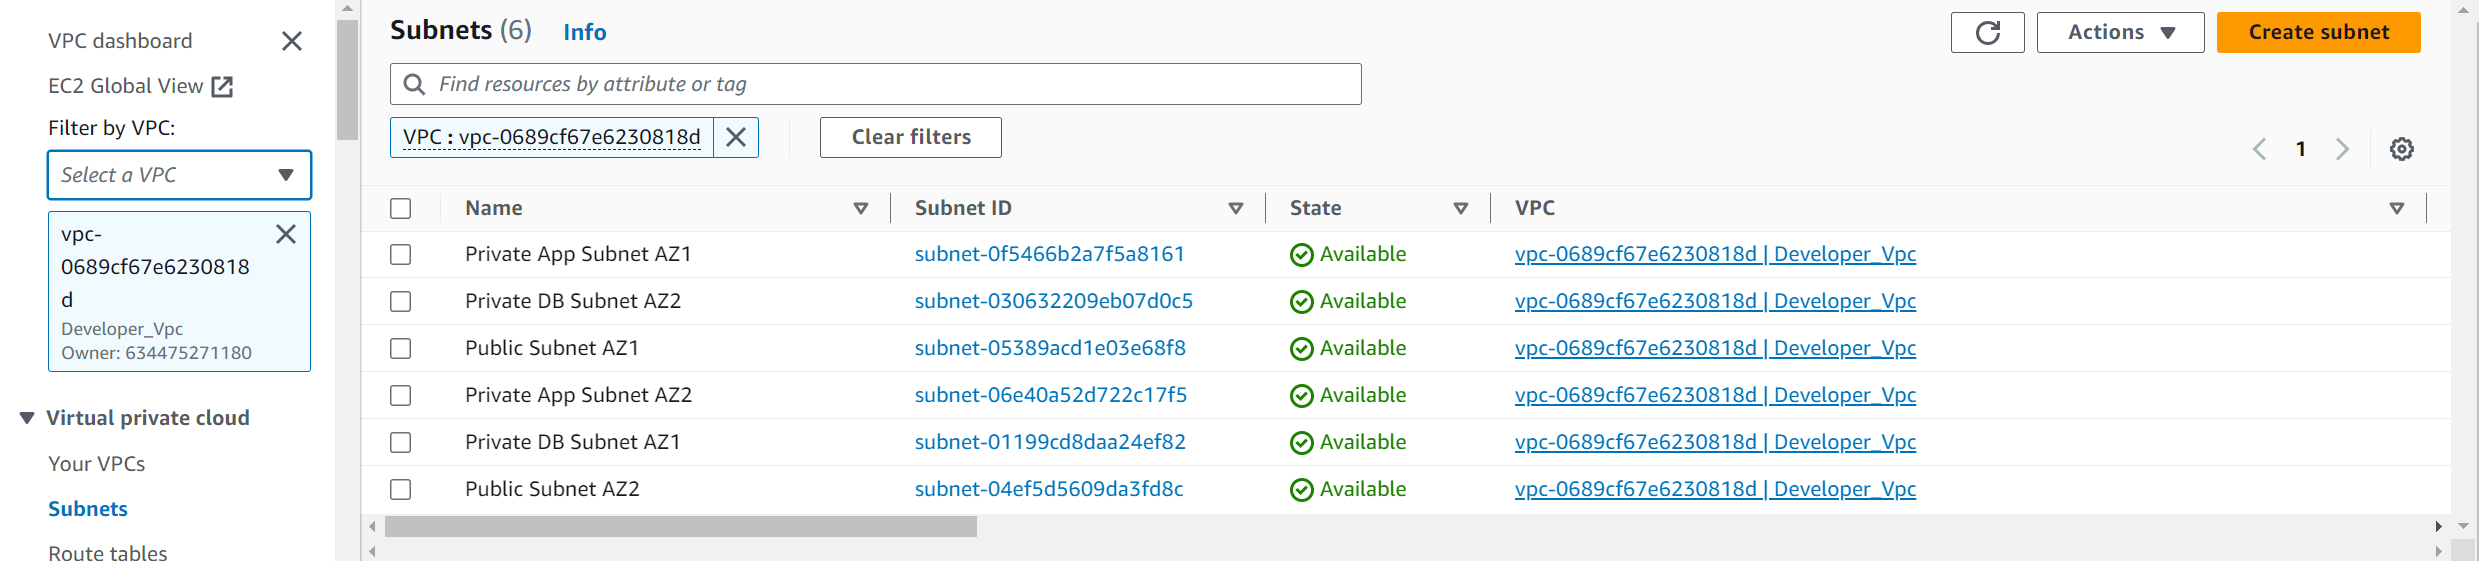 VPC dashboard
EC2 Global View
Filter by VPC:
Select a VPC
vpc-
0689cf67e6230818
d
Developer_Vpc
Owner: 634475271180
Virtual private cloud
Your VPCs
Subnets
Route tables
Subnets (6) Info
Actions
Create subnet
Find resources by attribute or tag
VPC : vpc-0689cf67e6230818d
Clear filters
1
Name Subnet ID State VPC
Private App Subnet AZ1 subnet-0f5466b2a7f5a8161 Available vpc-0689cf67e6230818d | Developer_Vpc
Private DB Subnet AZ2 subnet-030632209eb07d0c5 Available vpc-0689cf67e6230818d | Developer_Vpc
Public Subnet AZ1 subnet-05389acd1e03e68f8 Available vpc-0689cf67e6230818d | Developer_Vpc
Private App Subnet AZ2 subnet-06e40a52d722c17f5 Available vpc-0689cf67e6230818d | Developer_Vpc
Private DB Subnet AZ1 subnet-01199cd8daa24ef82 Available vpc-0689cf67e6230818d | Developer_Vpc
Public Subnet AZ2 subnet-04ef5d5609da3fd8c Available vpc-0689cf67e6230818d | Developer_Vpc